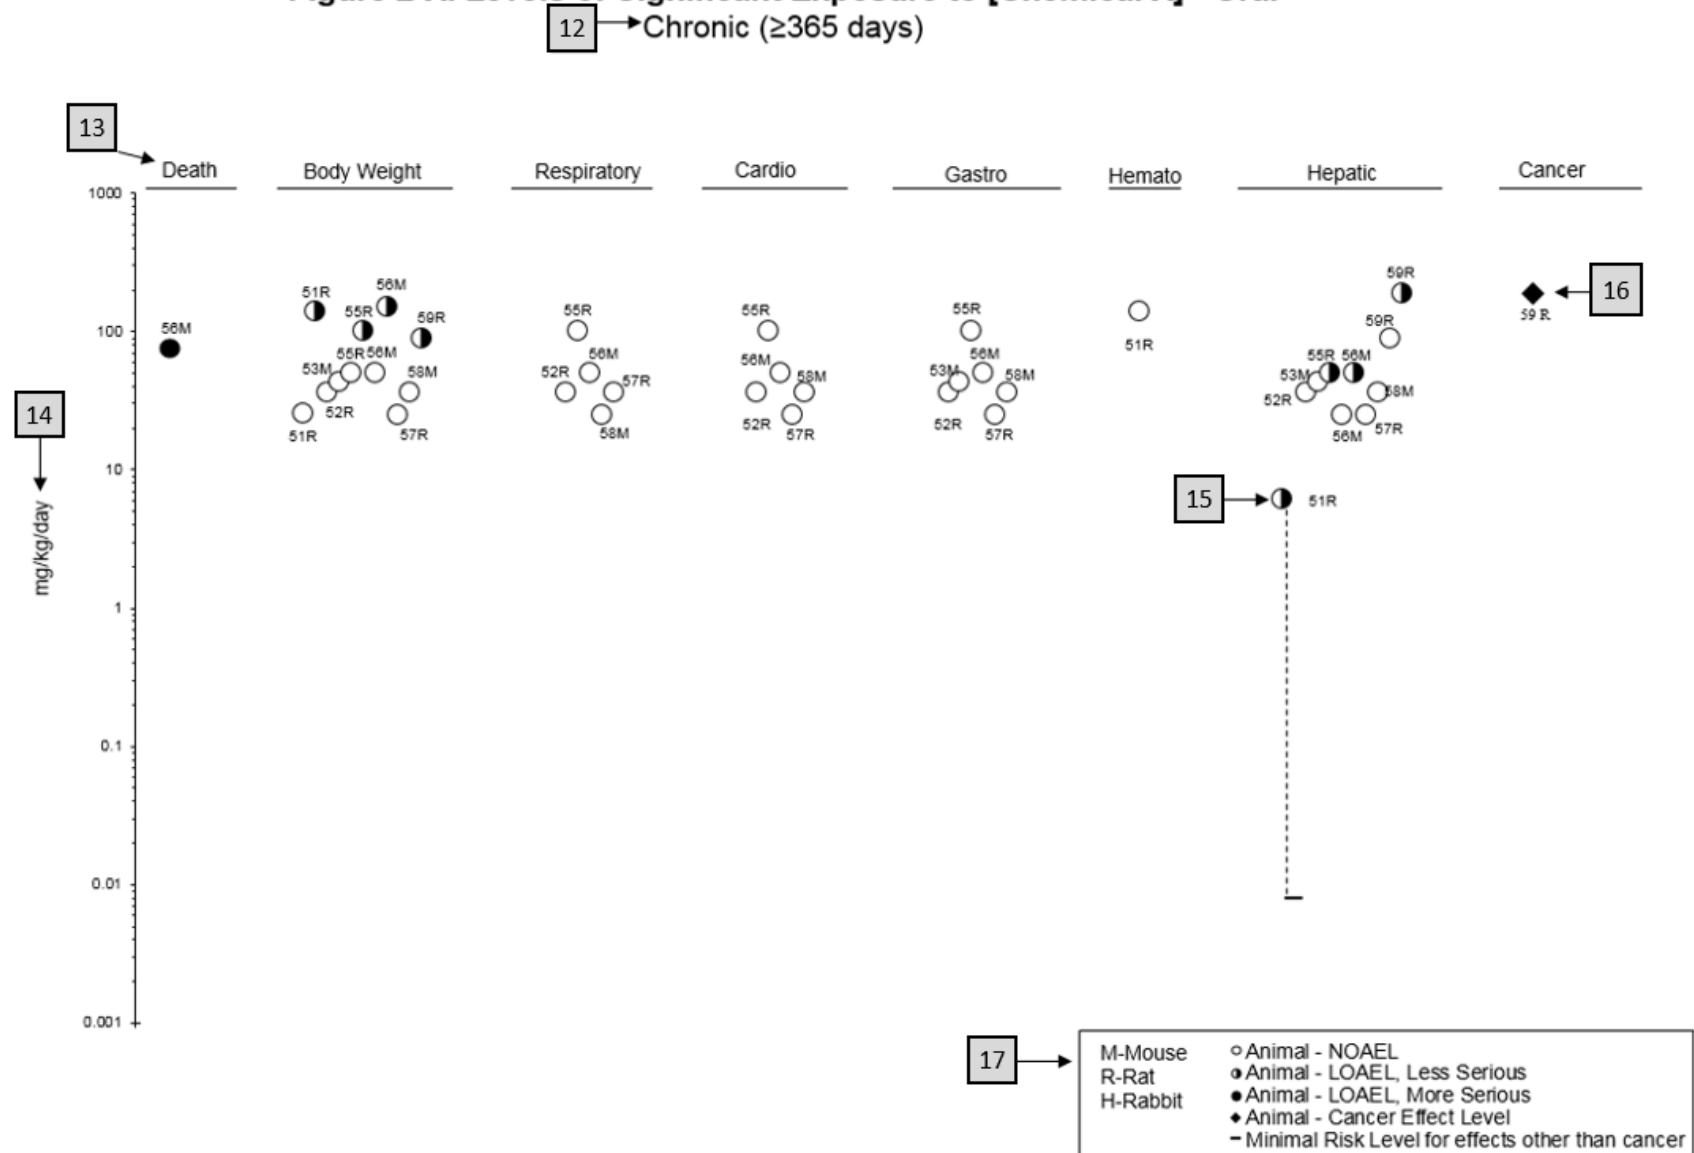 12 Chronic (≥365 days)
13
Death Body Weight Respiratory Cardio Gastro Hemato Hepatic Cancer
1000
59R
56M
51R 16
55R 59R 55R 55R 55R 59R 59 R
100
56M 51R
55R 56M 56M 56M 56M 55R 56M
53M 58M 52R 57R 58M 53M 58M 53M 58M
14 52R 52R
51R 57R 58M 52R 57R 52R 57R 56M 57R
10
15 51R
mg/kg/day
1
0.1
0.01
0.001
17
M-Mouse
R-Rat
H-Rabbit
Animal - NOAEL
Animal - LOAEL, Less Serious
Animal - LOAEL, More Serious
Animal - Cancer Effect Level
Minimal Risk Level for effects other than cancer